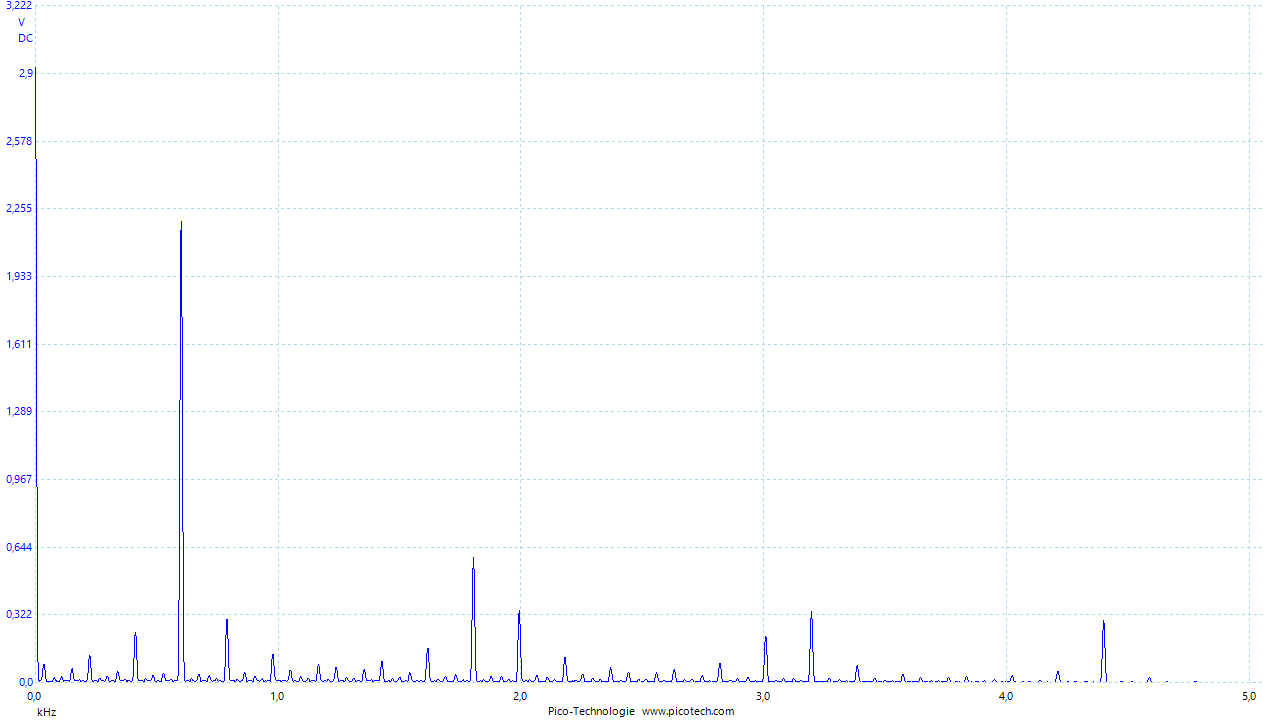 3,222
V
DC
2,9
2,578
2,255
1,933
1,611
1,289
0,967
0,644
0,322
0,0
0,0 1,0 2,0 3,0 4,0 5,0
kHz Pico-Technologie www.picotech.com